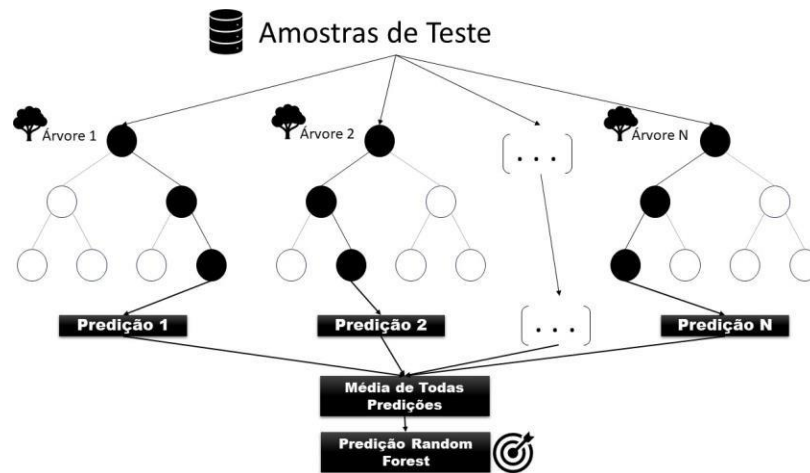 Amostras de Teste
Árvore 1
Árvore 2
Árvore N
[...]
Predição 1
Predição 2
[...]
Predição N
Média de Todas
Predições
Predição Random
Forest